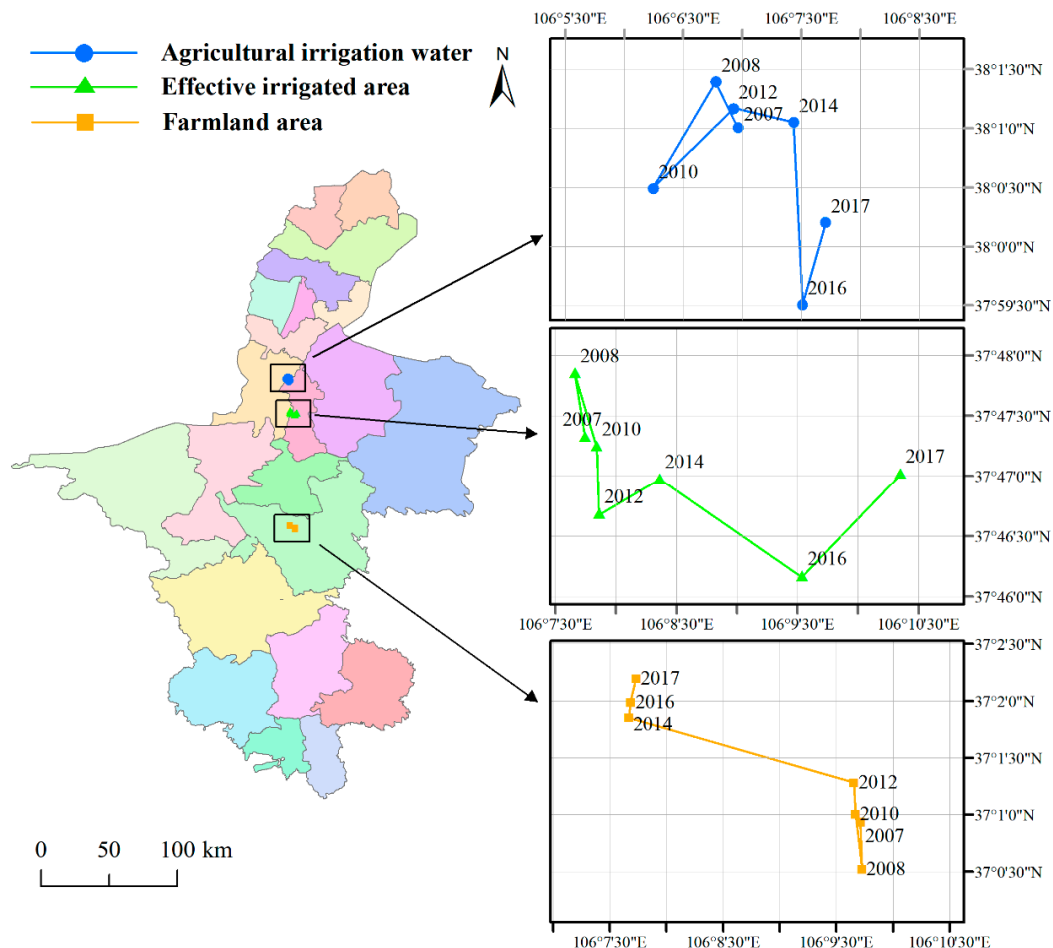 106°5'30"E 106°6'30"E 106°7'30"E 106°8'30"E
Agricultural irrigation water
Effective irrigated area
Farmland area
N
2008
2012
2007
2014
2010
2017
2016
38°1'30"N
38°1'0"N
38°0'30"N
38°0'0"N
37°59'30"N
2008
2007
2010
2012
2014
2017
2016
37°48'0"N
37°47'30"N
37°47'0"N
37°46'30"N
37°46'0"N
106°7'30"E 106°8'30"E 106°9'30"E 106°10'30"E
2017
2016
2014
2012
2010
2007
2008
37°2'30"N
37°2'0"N
37°1'30"N
37°1'0"N
37°0'30"N
106°7'30"E 106°8'30"E 106°9'30"E 106°10'30"E
0 50 100 km